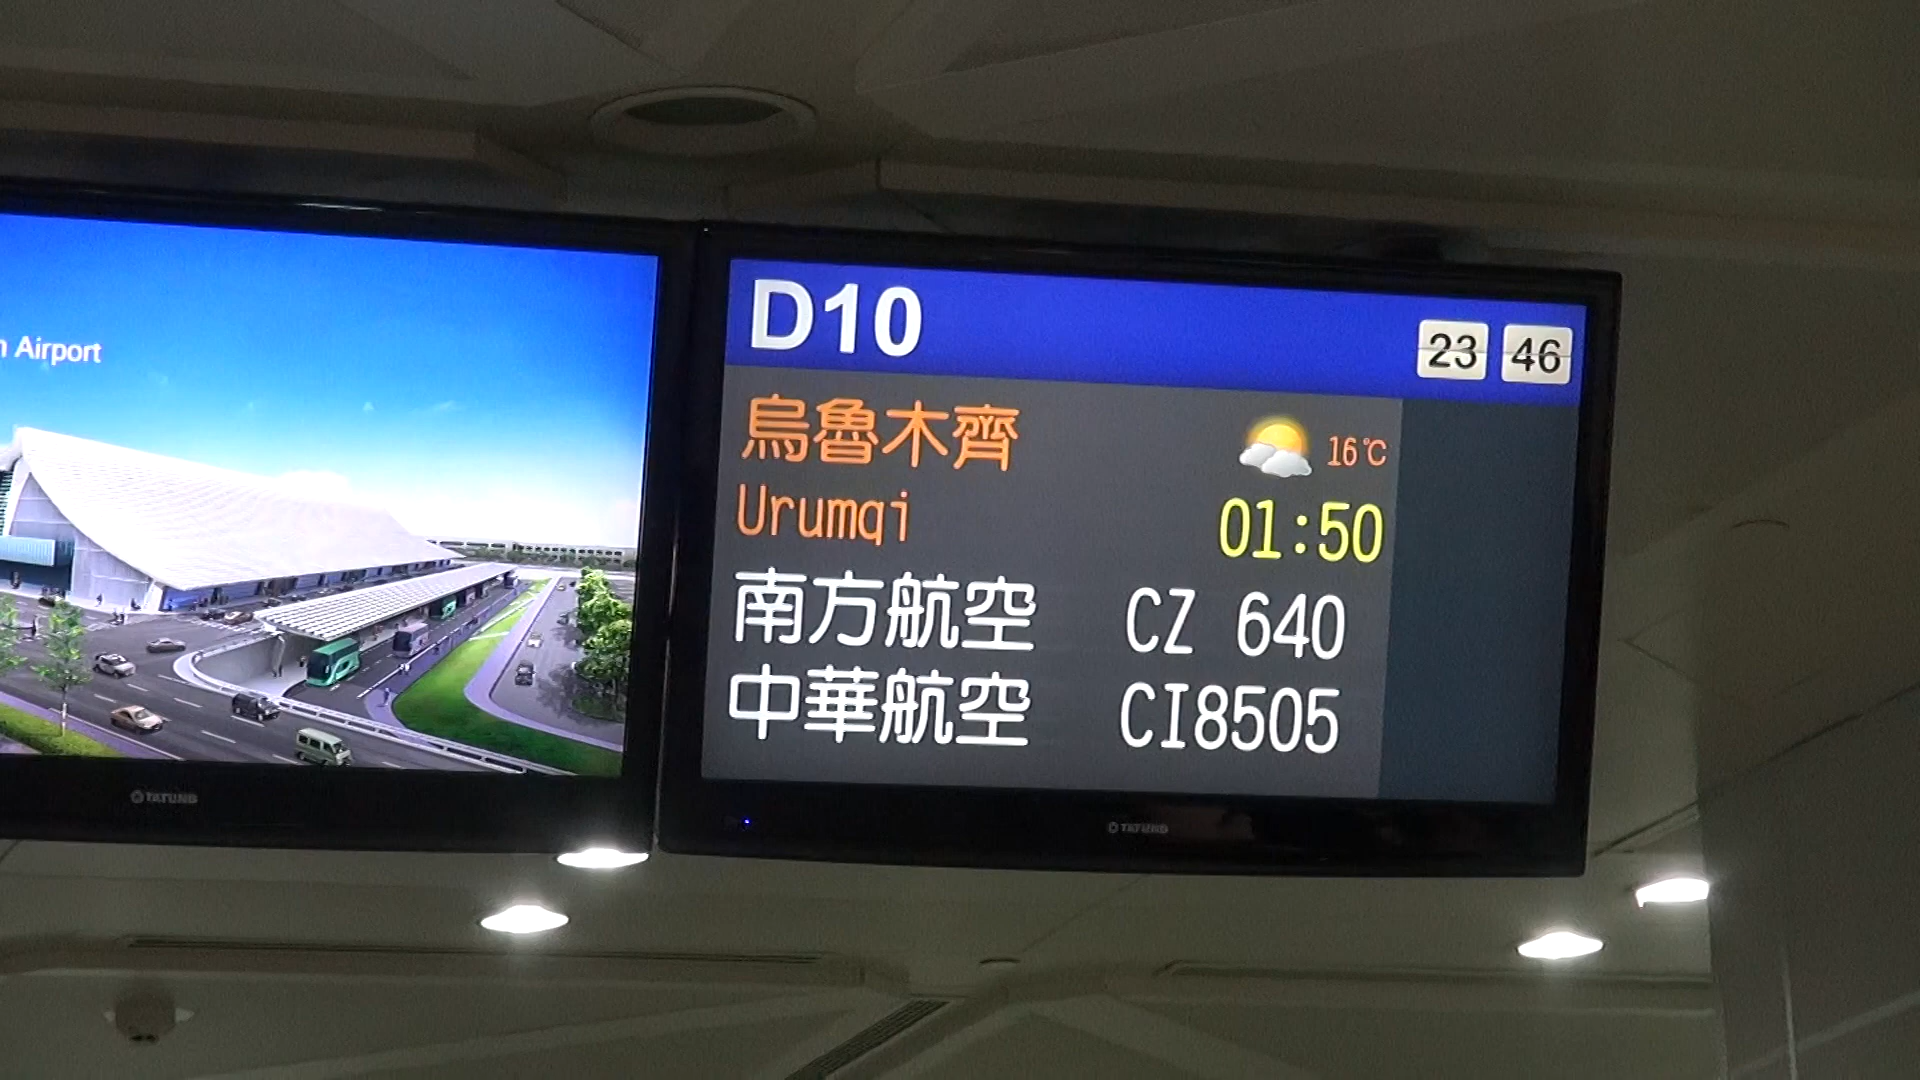 n Airport
TATUNG
D10
23 46
烏魯木齊
16℃
Urumqi
01:50
南方航空 CZ 640
中華航空 CI8505
TATUNG